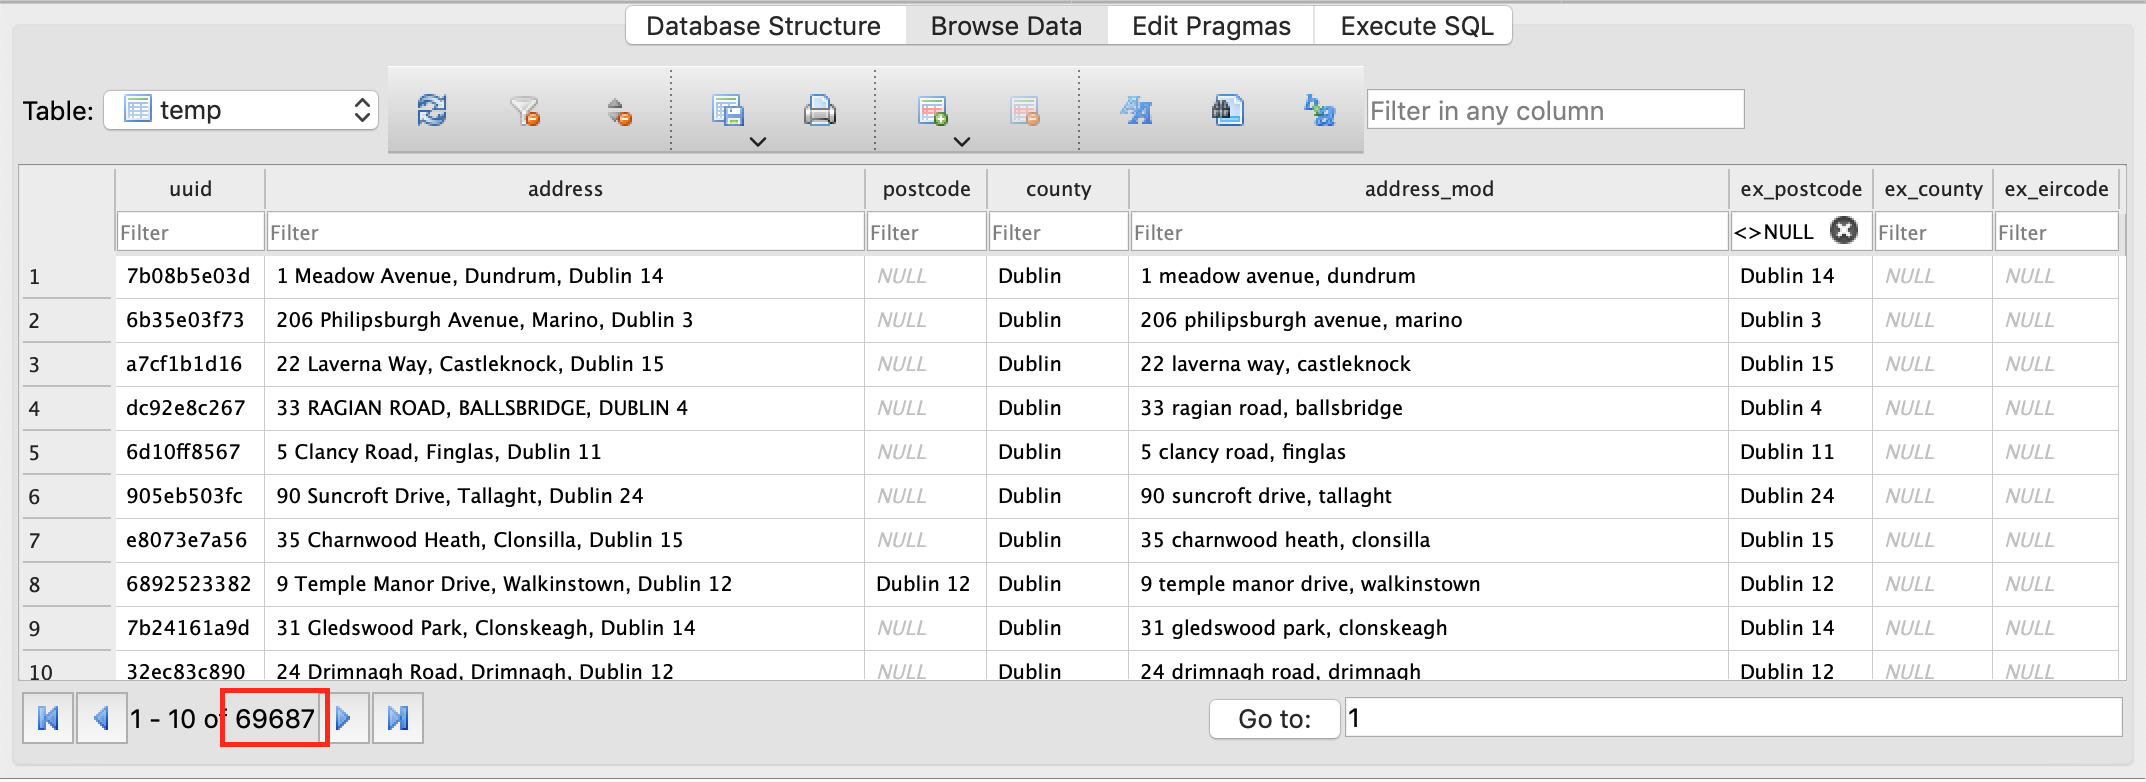 Database Structure Browse Data Edit Pragmas Execute SQL
Table: temp Filter in any column
uuid address postcode county address_mod ex_postcode ex_county ex_eircode
Filter Filter Filter Filter Filter <>NULL Filter Filter
1 7b08b5e03d 1 Meadow Avenue, Dundrum, Dublin 14 NULL Dublin 1 meadow avenue, dundrum Dublin 14 NULL NULL
2 6b35e03f73 206 Philipsburgh Avenue, Marino, Dublin 3 NULL Dublin 206 philipsburgh avenue, marino Dublin 3 NULL NULL
3 a7cf1b1d16 22 Laverna Way, Castleknock, Dublin 15 NULL Dublin 22 laverna way, castleknock Dublin 15 NULL NULL
4 dc92e8c267 33 RAGIAN ROAD, BALLSBRIDGE, DUBLIN 4 NULL Dublin 33 ragian road, ballsbridge Dublin 4 NULL NULL
5 6d10ff8567 5 Clancy Road, Finglas, Dublin 11 NULL Dublin 5 clancy road, finglas Dublin 11 NULL NULL
6 905eb503fc 90 Suncroft Drive, Tallaght, Dublin 24 NULL Dublin 90 suncroft drive, tallaght Dublin 24 NULL NULL
7 e8073e7a56 35 Charnwood Heath, Clonsilla, Dublin 15 NULL Dublin 35 charnwood heath, clonsilla Dublin 15 NULL NULL
8 6892523382 9 Temple Manor Drive, Walkinstown, Dublin 12 Dublin 12 Dublin 9 temple manor drive, walkinstown Dublin 12 NULL NULL
9 7b24161a9d 31 Gledswood Park, Clonskeagh, Dublin 14 NULL Dublin 31 gledswood park, clonskeagh Dublin 14 NULL NULL
10 32ec83c890 24 Drimnagh Road, Drimnagh, Dublin 12 NULL Dublin 24 drimnagh road, drimnagh Dublin 12 NULL NULL
1 - 10 of 69687 Go to: 1